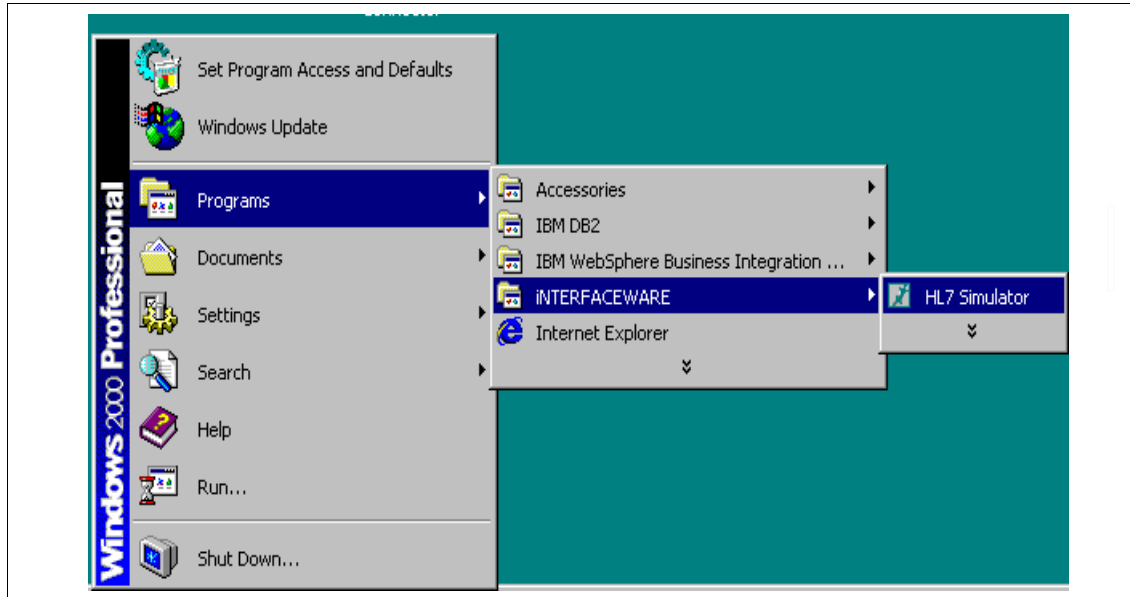 Set Program Access and Defaults
Windows Update
Programs
Documents
Settings
Search
Help
Run...
Shut Down...
Windows 2000 Professional
Accessories
IBM DB2
IBM WebSphere Business Integration ...
iNTERFACEWARE
Internet Explorer
HL7 Simulator